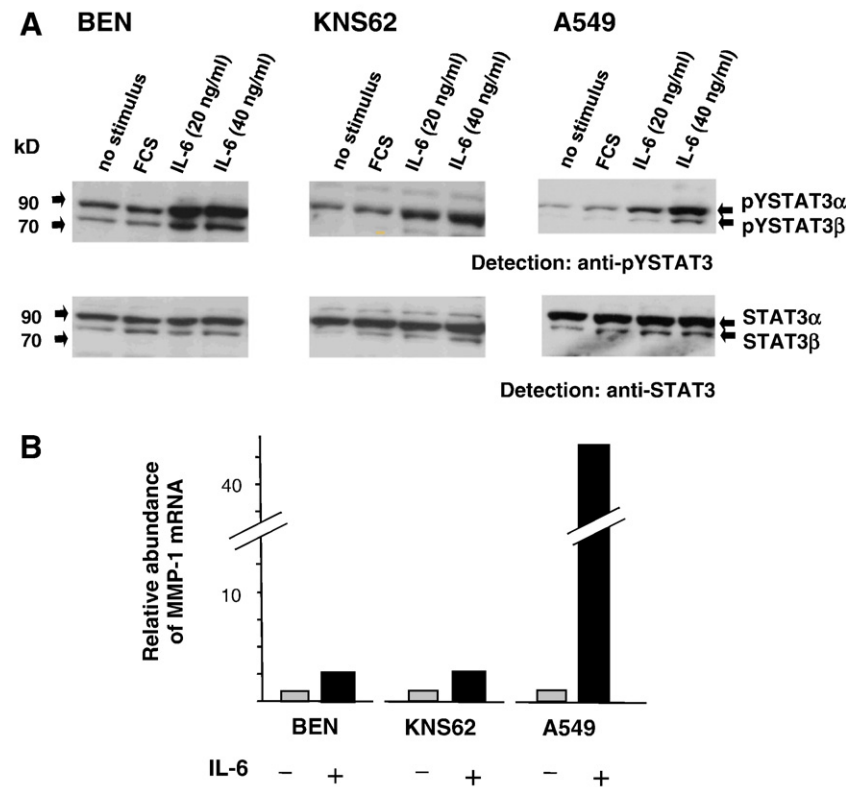 A BEN KNS62 A549
no stimulus FCS IL-6 (20 ng/ml) IL-6 (40 ng/ml) no stimulus FCS IL-6 (20 ng/ml) IL-6 (40 ng/ml) no stimulus FCS IL-6 (20 ng/ml) IL-6 (40 ng/ml)
kD
90 pYSTAT3α
70 pYSTAT3β
Detection: anti-pYSTAT3
90 STAT3α
70 STAT3β
Detection: anti-STAT3
B
Relative abundance
of MMP-1 mRNA
40
10
BEN KNS62 A549
IL-6 − + − + − +